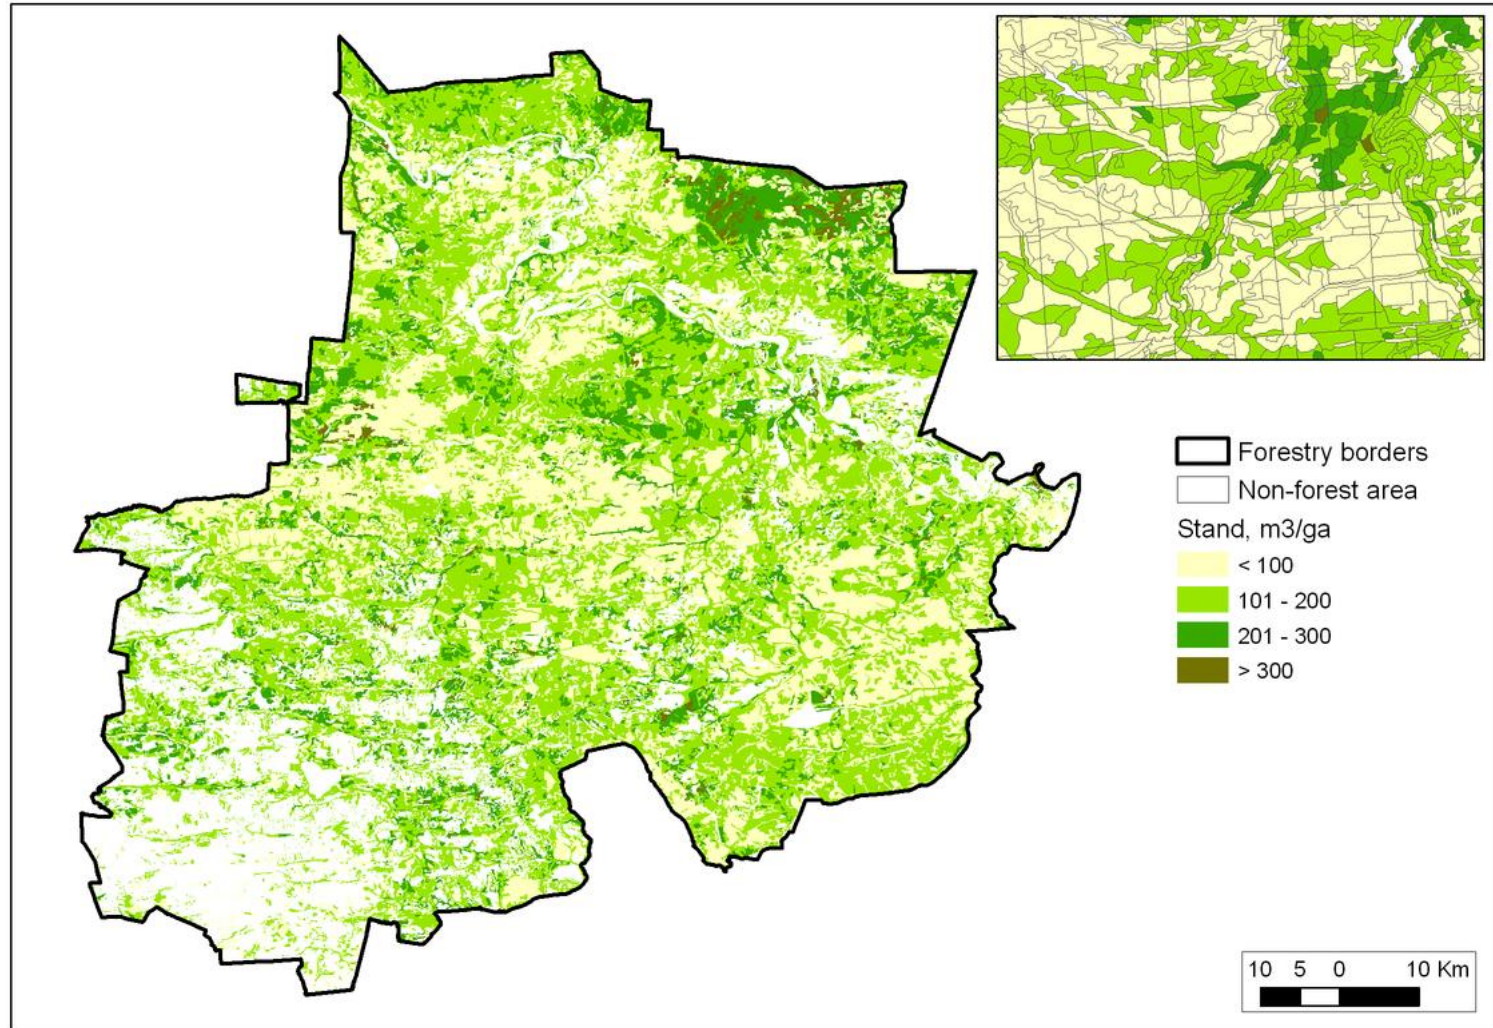 Forestry borders
Non-forest area
Stand, m3/ga
< 100
101 - 200
201 - 300
> 300
10 5 0 10 Km